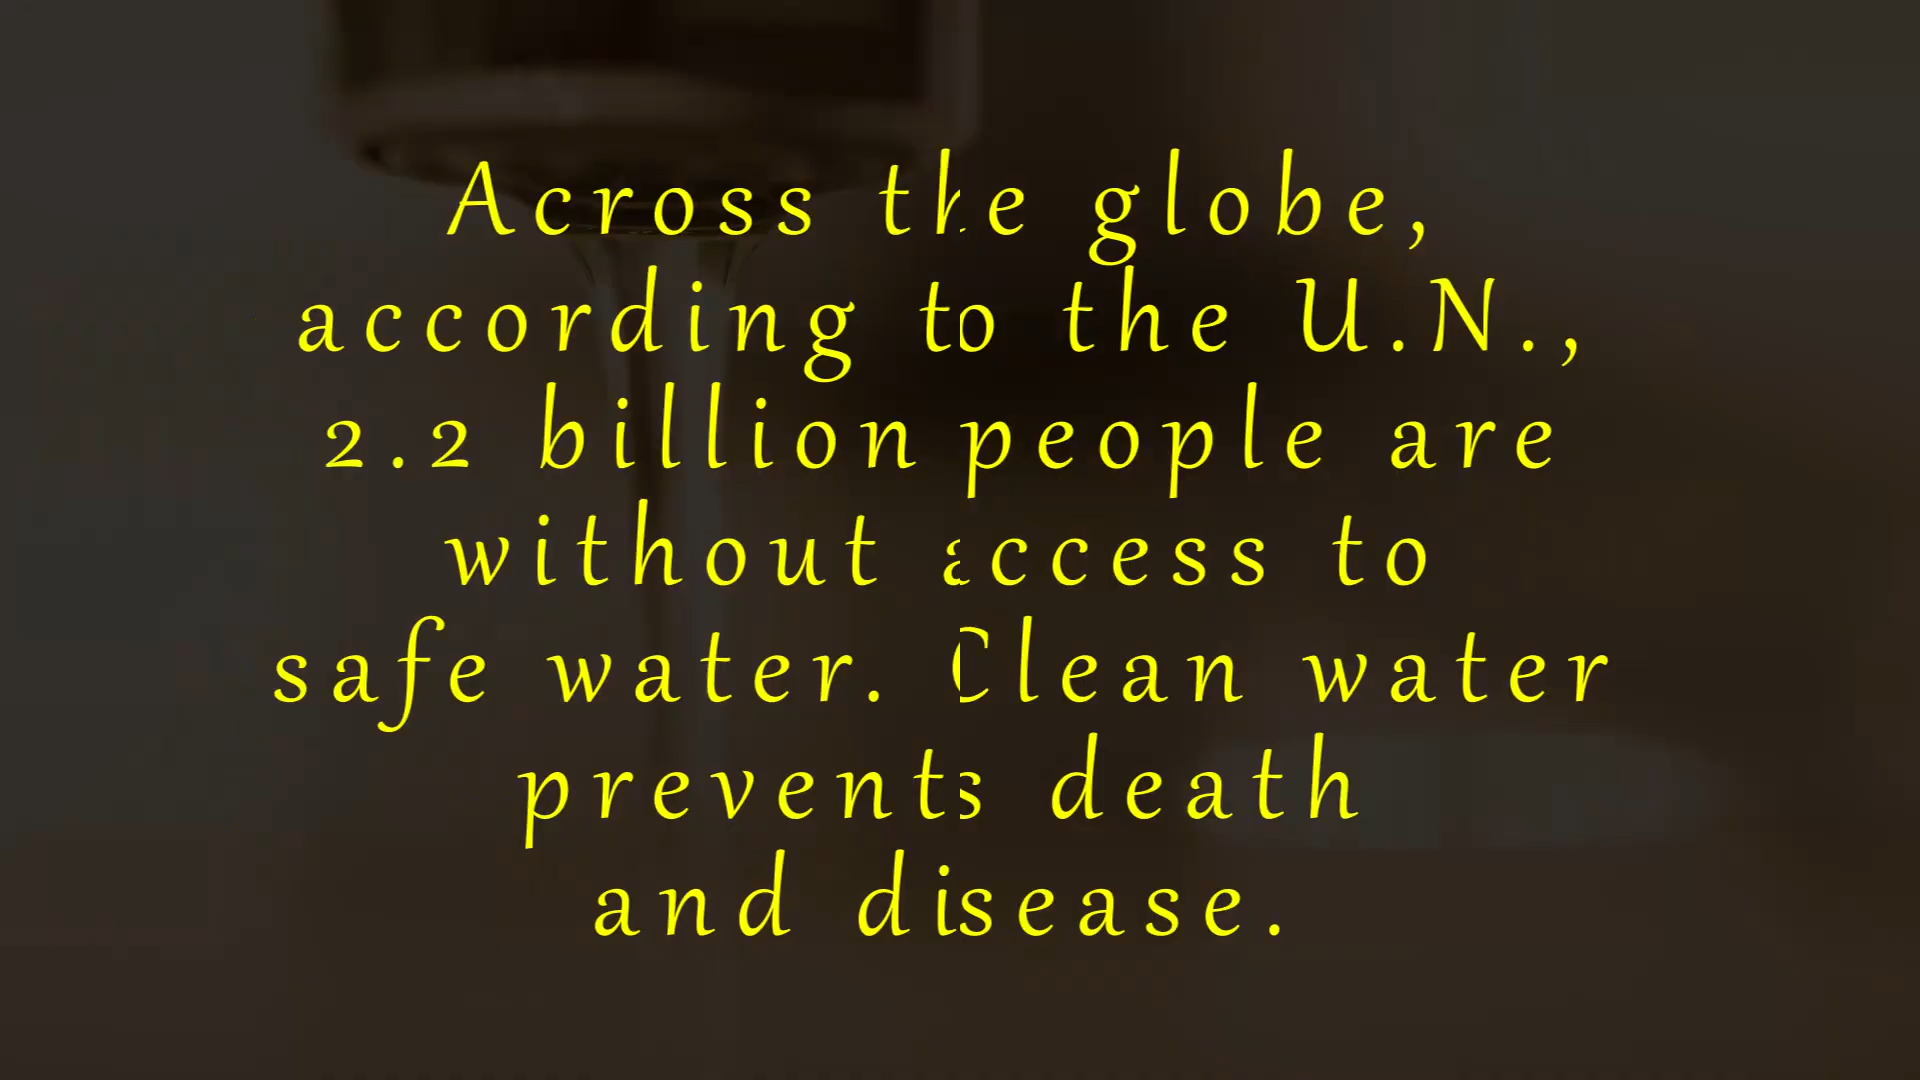 Across the globe,
according to the U.N.,
2.2 billion people are
without access to
safe water. Clean water
prevents death
and disease.